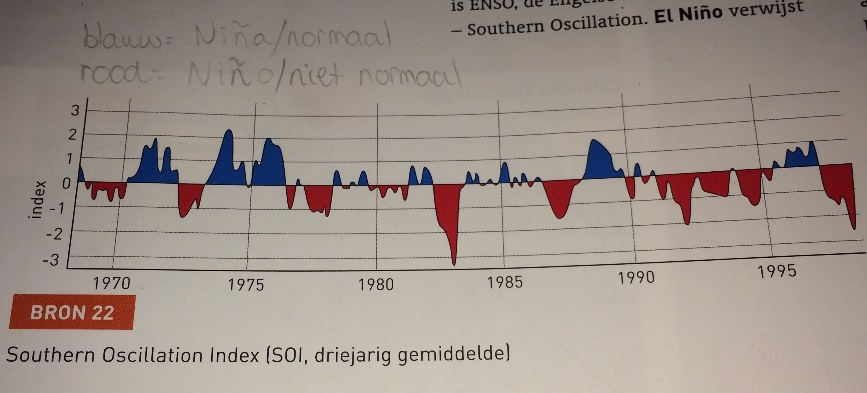 is ENSO, de Engelse
– Southern Oscillation. El Niño verwijst
blauw= Niña/normaal
rood= Niño/niet normaal
3
2
1
0
-1
-2
-3
index
1970 1975 1980 1985 1990 1995
BRON 22
Southern Oscillation Index (SOI, driejarig gemiddelde)